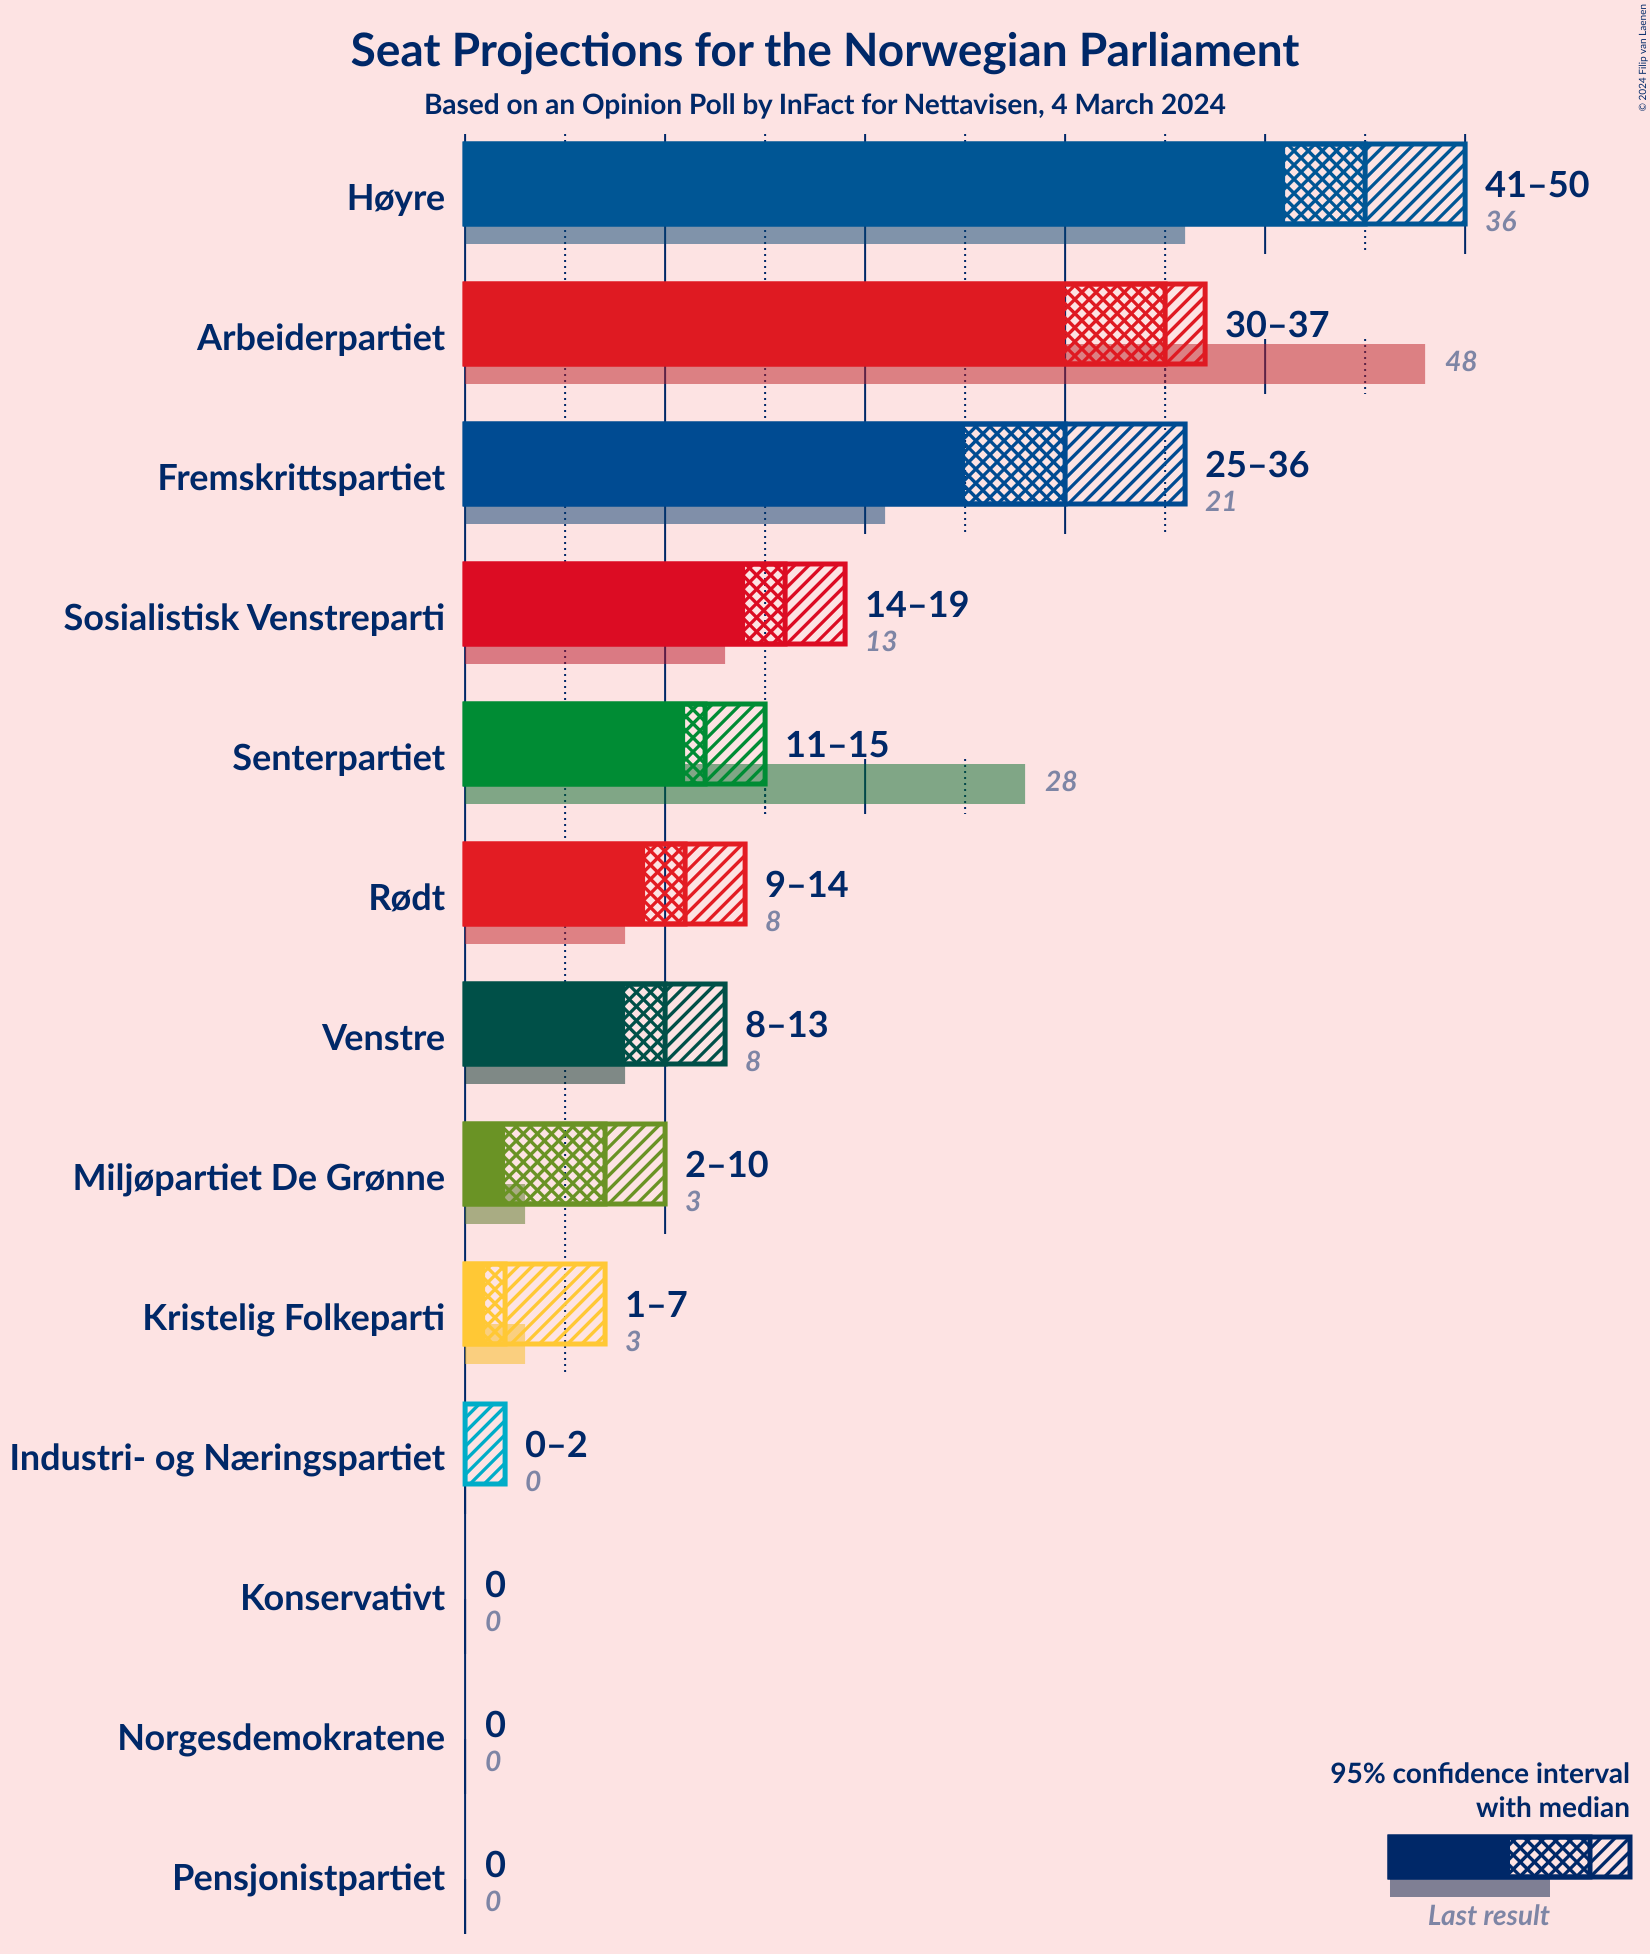 Seat Projections for the Norwegian Parliament
Based on an Opinion Poll by InFact for Nettavisen, 4 March 2024
© 2024 Filip van Laenen
Høyre
41–50
36
Arbeiderpartiet
30–37
48
Fremskrittspartiet
25–36
21
Sosialistisk Venstreparti
14–19
13
Senterpartiet
11–15
28
Rødt
9–14
8
Venstre
8–13
8
Miljøpartiet De Grønne
2–10
3
Kristelig Folkeparti
1–7
3
Industri- og Næringspartiet
0–2
0
Konservativt
0
0
Norgesdemokratene
0
0
Pensjonistpartiet
0
0
95% confidence interval
with median
Last result